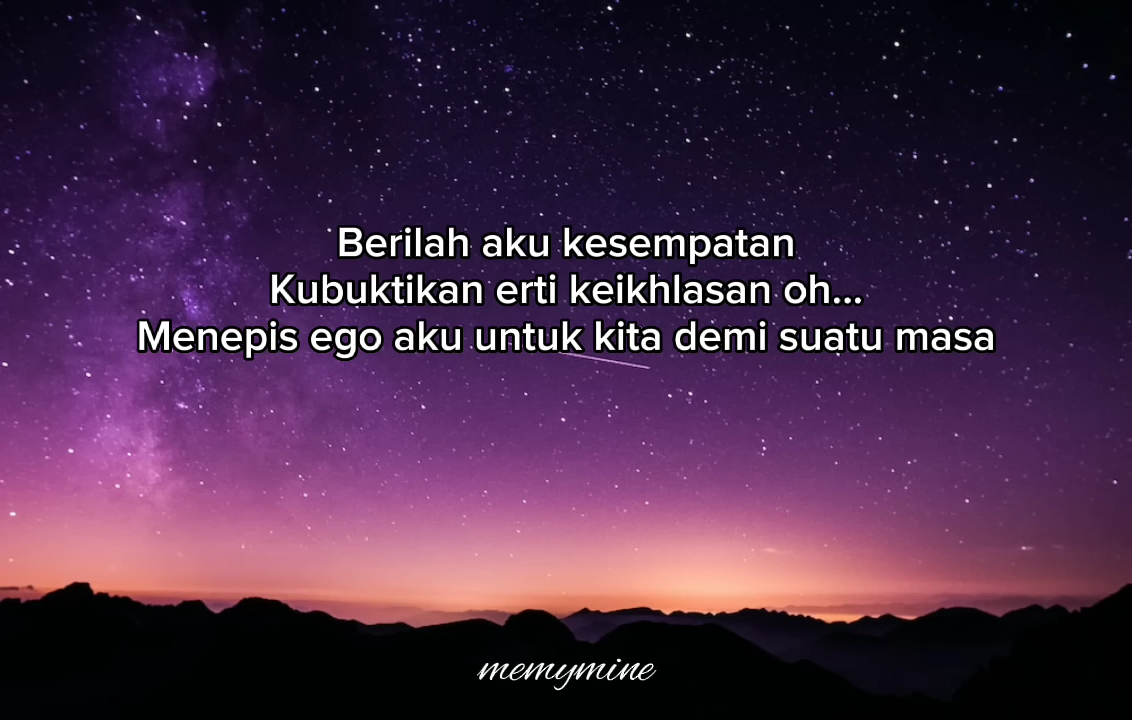 Berilah aku kesempatan
Kubuktikan erti keikhlasan oh...
Menepis ego aku untuk kita demi suatu masa
memymine